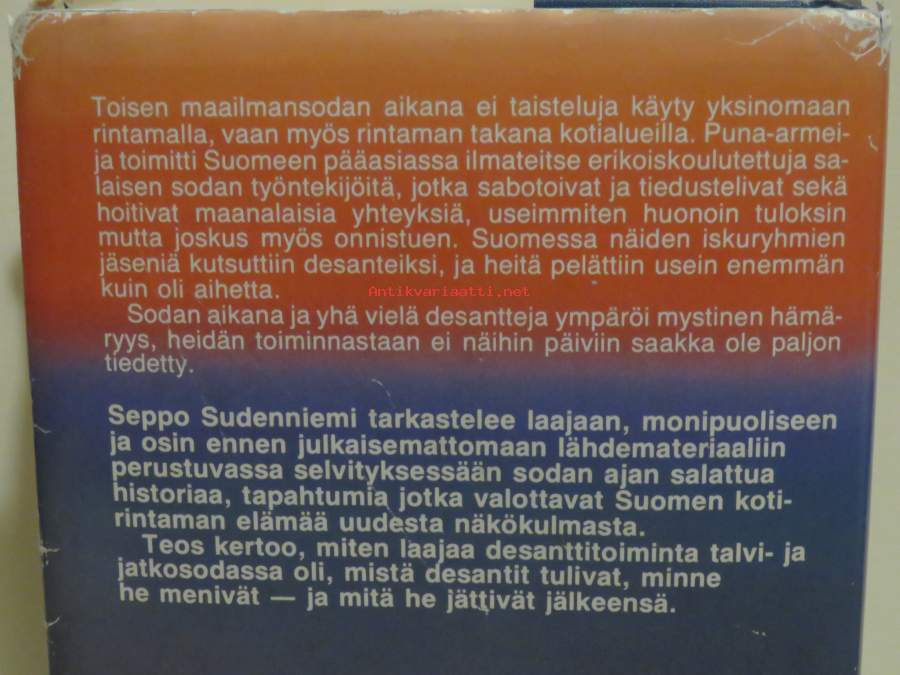 Toisen maailmansodan aikana ei taisteluja käyty yksinomaan
rintamalla, vaan myös rintaman takana kotialueilla. Puna-armei-
ja toimitti Suomeen pääasiassa ilmateitse erikoiskoulutettuja sa-
laisen sodan työntekijöitä, jotka sabotoivat ja tiedustelivat sekä
hoitivat maanalaisia yhteyksiä, useimmiten huonoin tuloksin
mutta joskus myös onnistuen. Suomessa näiden iskuryhmien
jäseniä kutsuttiin desanteiksi, ja heitä pelättiin usein enemmän
kuin oli aihetta.
Antikvariaatti.net
Sodan aikana ja yhä vielä desantteja ympäröi mystinen hämä-
ryys, heidän toiminnastaan ei näihin päiviin saakka ole paljon
tiedetty.
Seppo Sudenniemi tarkastelee laajaan, monipuoliseen
ja osin ennen julkaisemattomaan lähdemateriaaliin
perustuvassa selvityksessään sodan ajan salattua
historiaa, tapahtumia jotka valottavat Suomen koti-
rintaman elämää uudesta näkökulmasta.
Teos kertoo, miten laajaa desanttitoiminta talvi- ja
jatkosodassa oli, mistä desantit tulivat, minne
he menivät — ja mitä he jättivät jälkeensä.